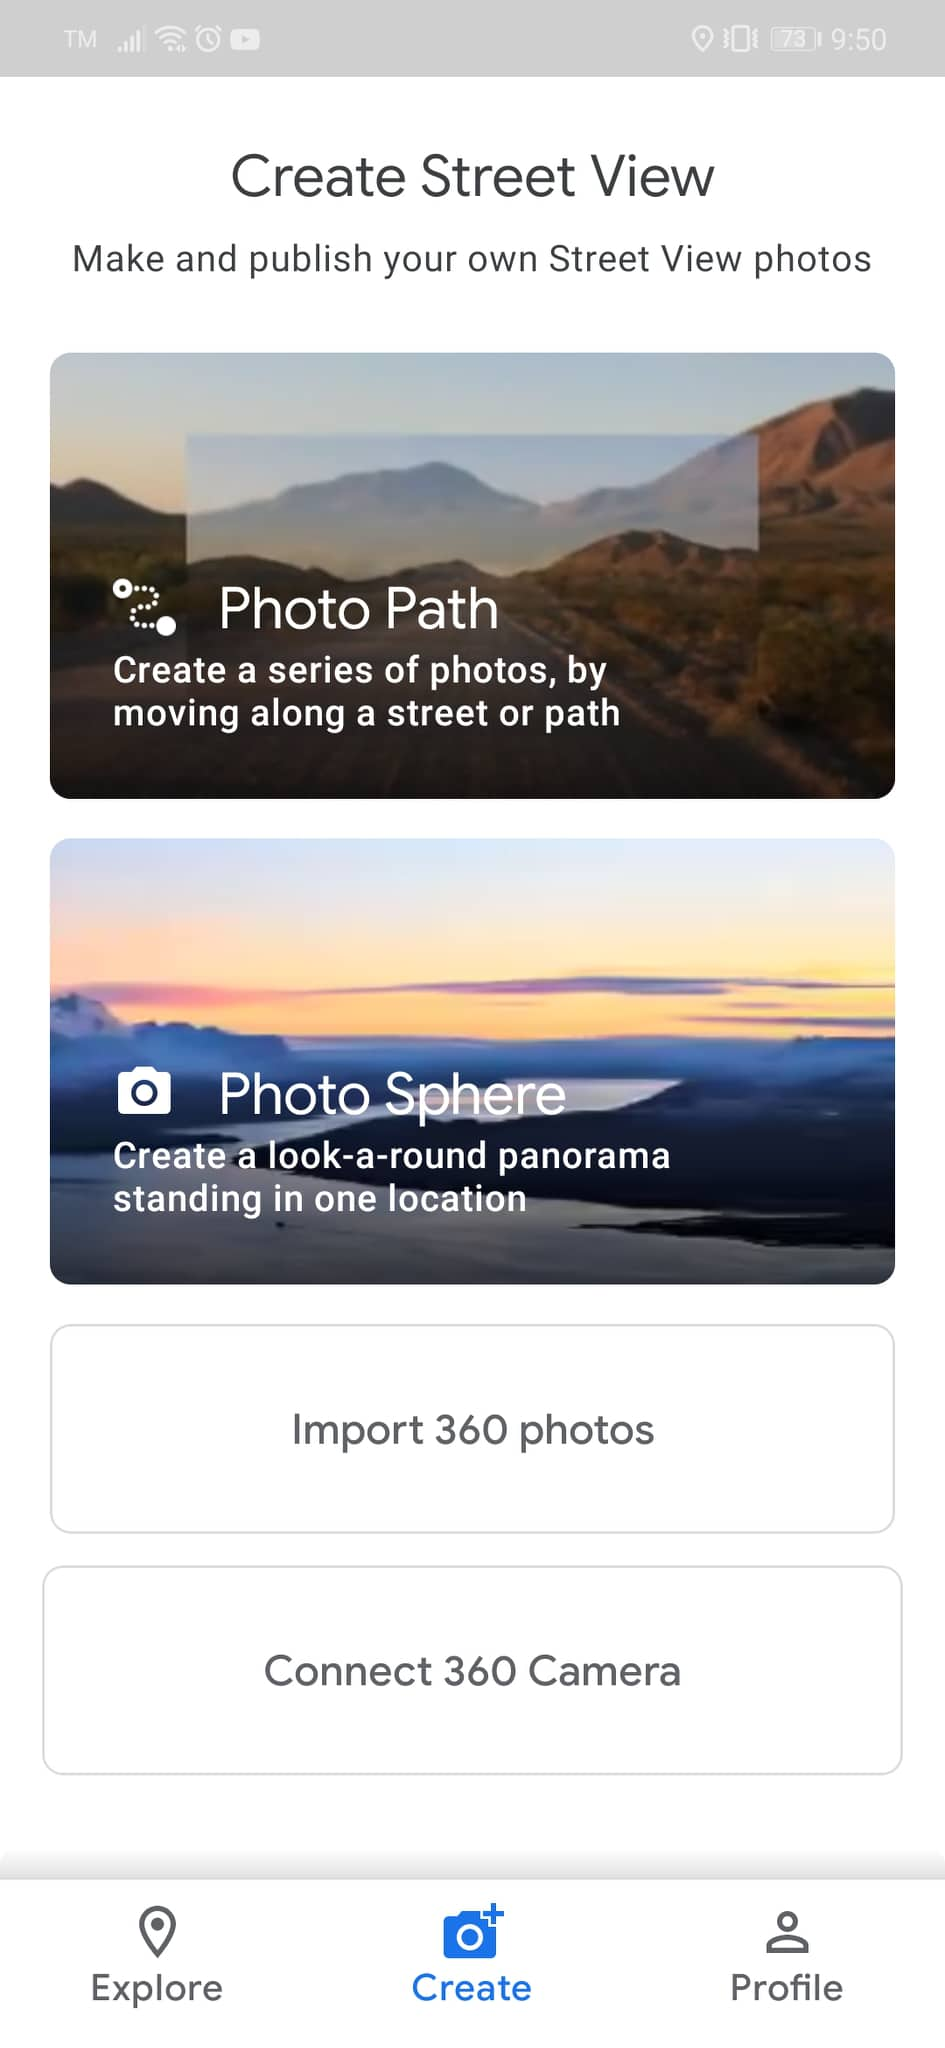 TM 73 9:50
Create Street View
Make and publish your own Street View photos
Photo Path
Create a series of photos, by
moving along a street or path
Photo Sphere
Create a look-a-round panorama
standing in one location
Import 360 photos
Connect 360 Camera
Explore Create Profile